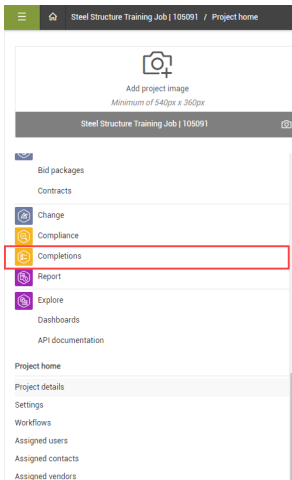 Steel Structure Training Job | 105091 / Project home
Add project image
Minimum of 540px x 360px
Steel Structure Training Job | 105091
Bid packages
Contracts
Change
Compliance
Completions
Report
Explore
Dashboards
API documentation
Project home
Project details
Settings
Workflows
Assigned users
Assigned contacts
Assigned vendors